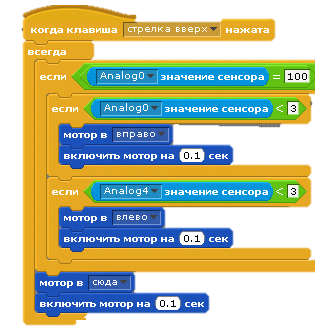 когда клавиша стрелка вверх нажата
всегда
если Analog0 значение сенсора = 100
если Analog0 значение сенсора < 3
мотор в вправо
включить мотор на 0.1 сек
если Analog4 значение сенсора < 3
мотор в влево
включить мотор на 0.1 сек
мотор в сюда
включить мотор на 0.1 сек